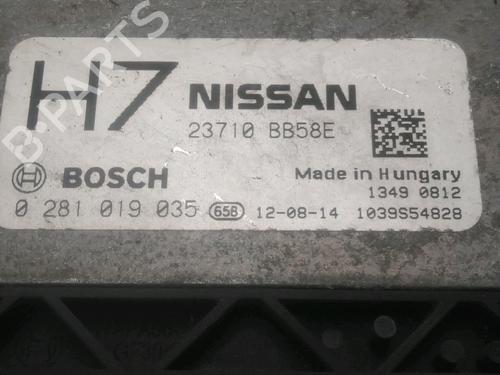 B-PARTS
H7 NISSAN
23710 BB58E
BOSCH Made in Hungary
1349 0812
0 281 019 035 658 12-08-14 1039S54828